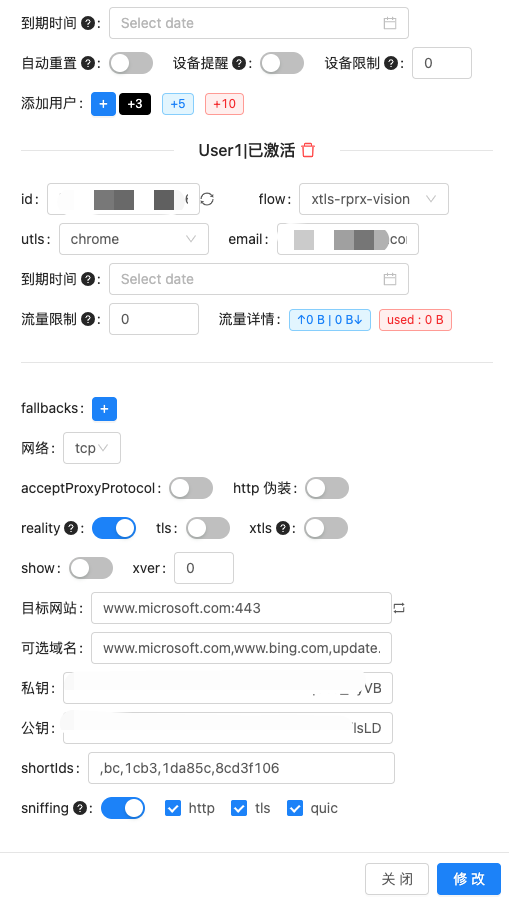 到期时间 ?: Select date
自动重置 ?: 设备提醒 ?: 设备限制 ?: 0
添加用户: + +3 +5 +10
User1|已激活
id: flow: xtls-rprx-vision
utls: chrome email:
到期时间 ?: Select date
流量限制 ?: 0 流量详情: ↑0 B | 0 B↓ used : 0 B
fallbacks: +
网络: tcp
acceptProxyProtocol: http 伪装:
reality ?: tls: xtls ?:
show: xver: 0
目标网站: www.microsoft.com:443
可选域名: www.microsoft.com,www.bing.com,update.
私钥: VB
公钥: lsLD
shortIds: ,bc,1cb3,1da85c,8cd3f106
sniffing ?: http tls quic
关 闭 修 改